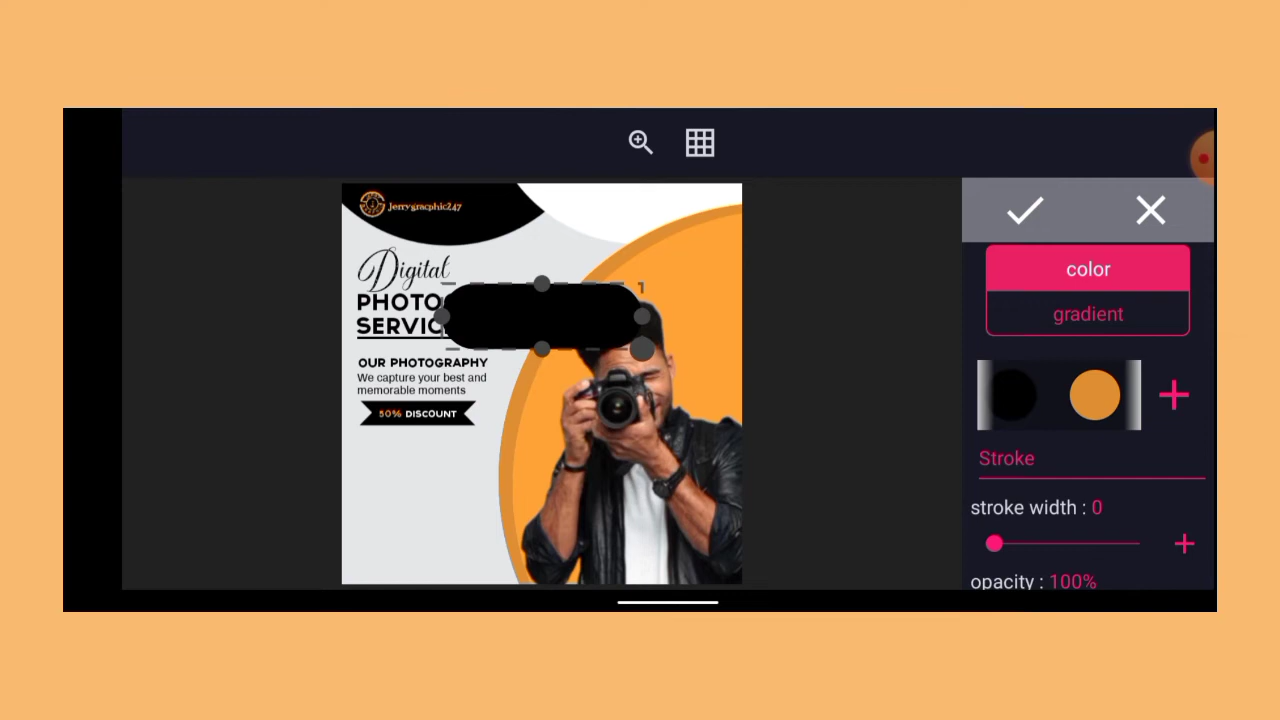 Jerrygracphic247
color
gradient
Digital
PHOTO
SERVIC
OUR PHOTOGRAPHY
We capture your best and
memorable moments
50% DISCOUNT
Stroke
stroke width : 0
opacity : 100%